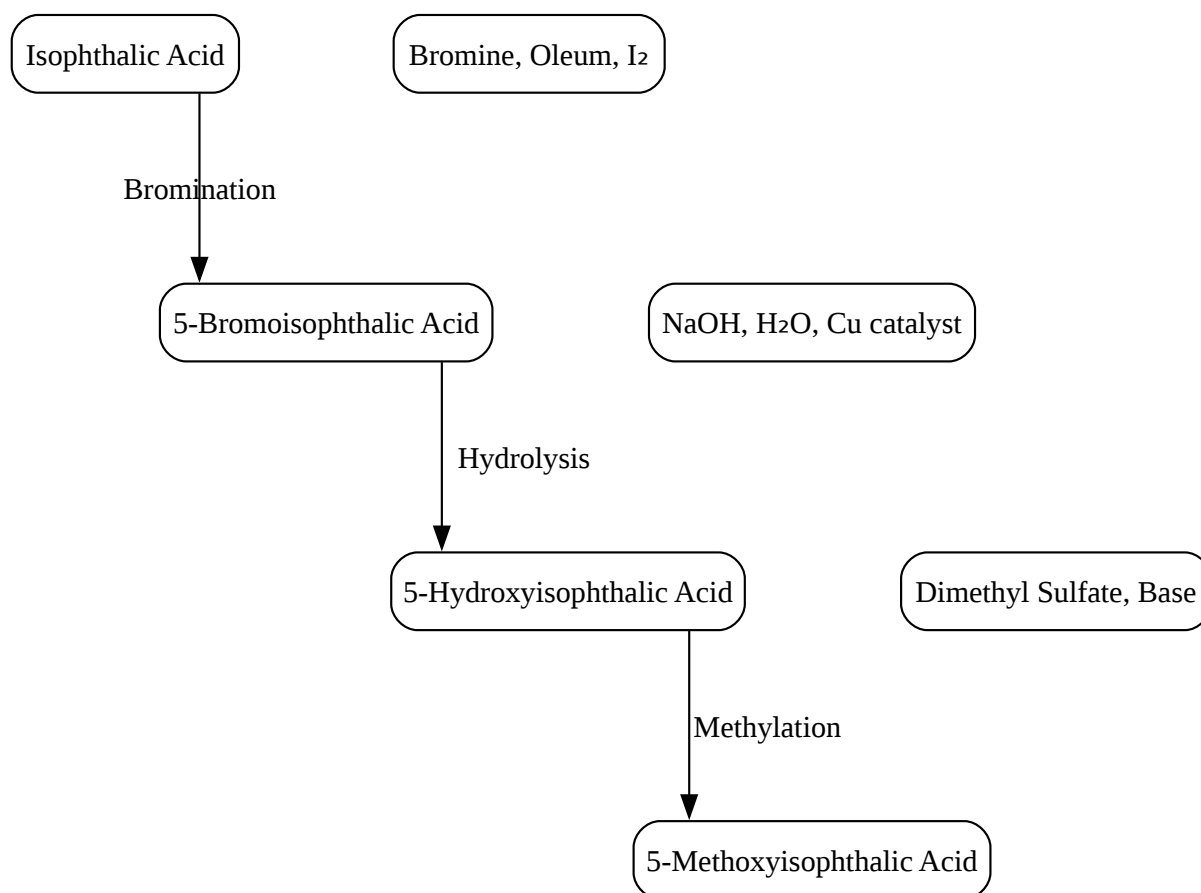 Isophthalic Acid
Bromine, Oleum, I₂
Bromination
5-Bromoisophthalic Acid
NaOH, H₂O, Cu catalyst
Hydrolysis
5-Hydroxyisophthalic Acid
Dimethyl Sulfate, Base
Methylation
5-Methoxyisophthalic Acid